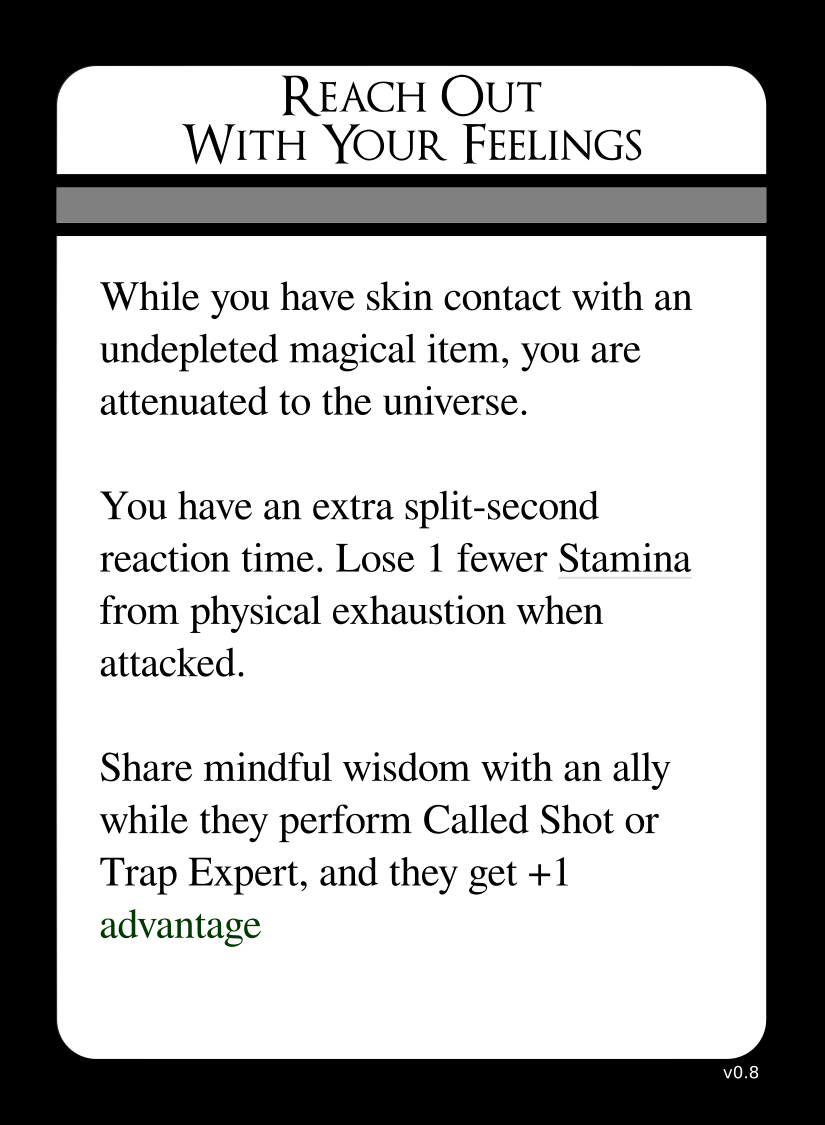 Reach Out
With Your Feelings
While you have skin contact with an
undepleted magical item, you are
attenuated to the universe.
You have an extra split-second
reaction time. Lose 1 fewer Stamina
from physical exhaustion when
attacked.
Share mindful wisdom with an ally
while they perform Called Shot or
Trap Expert, and they get +1
advantage
v0.8